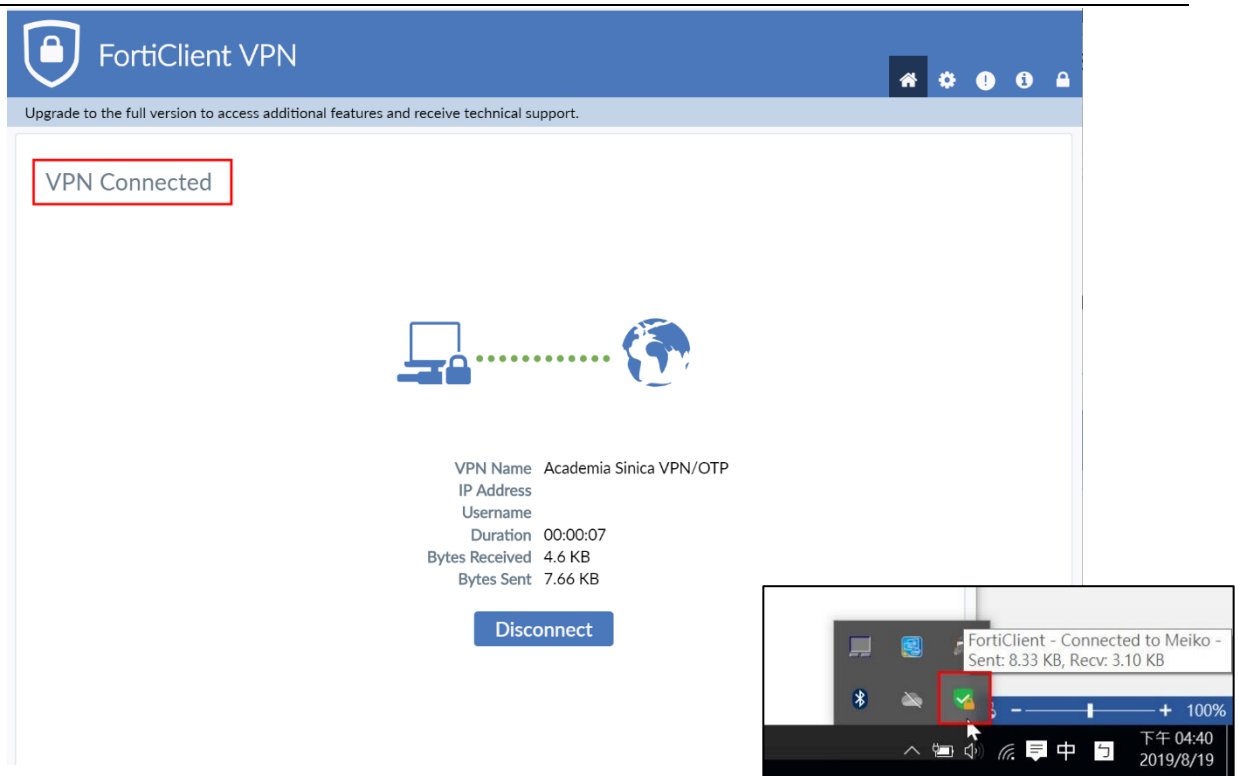 FortiClient VPN
Upgrade to the full version to access additional features and receive technical support.
VPN Connected
VPN Name Academia Sinica VPN/OTP
IP Address
Username
Duration 00:00:07
Bytes Received 4.6 KB
Bytes Sent 7.66 KB
Disconnect
FortiClient - Connected to Meiko -
Sent: 8.33 KB, Recv: 3.10 KB
100%
中 ㄅ 下午 04:40
2019/8/19